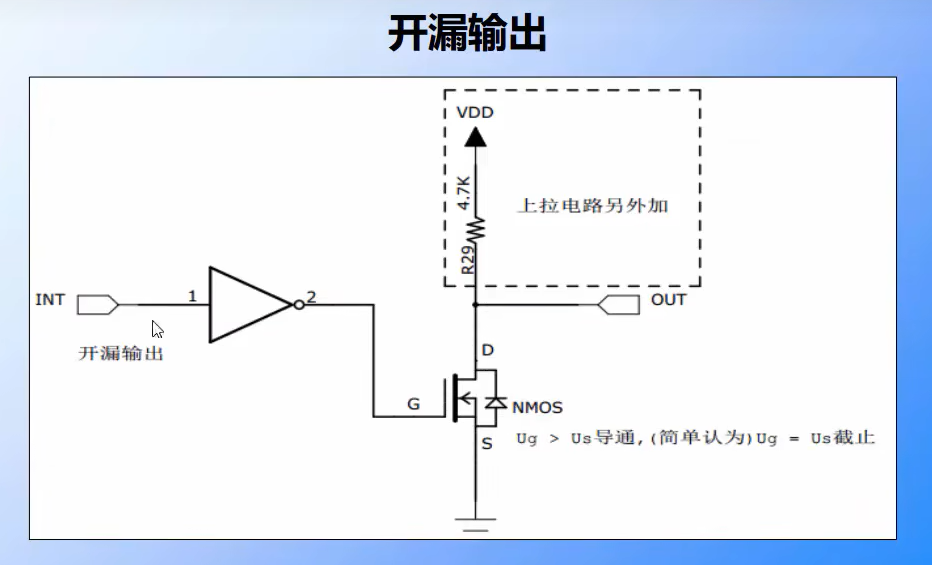 开漏输出
VDD
4.7K
上拉电路另外加
R29
INT
1
2
OUT
开漏输出
D
G
NMOS
S
Ug > Us导通,(简单认为)Ug = Us截止